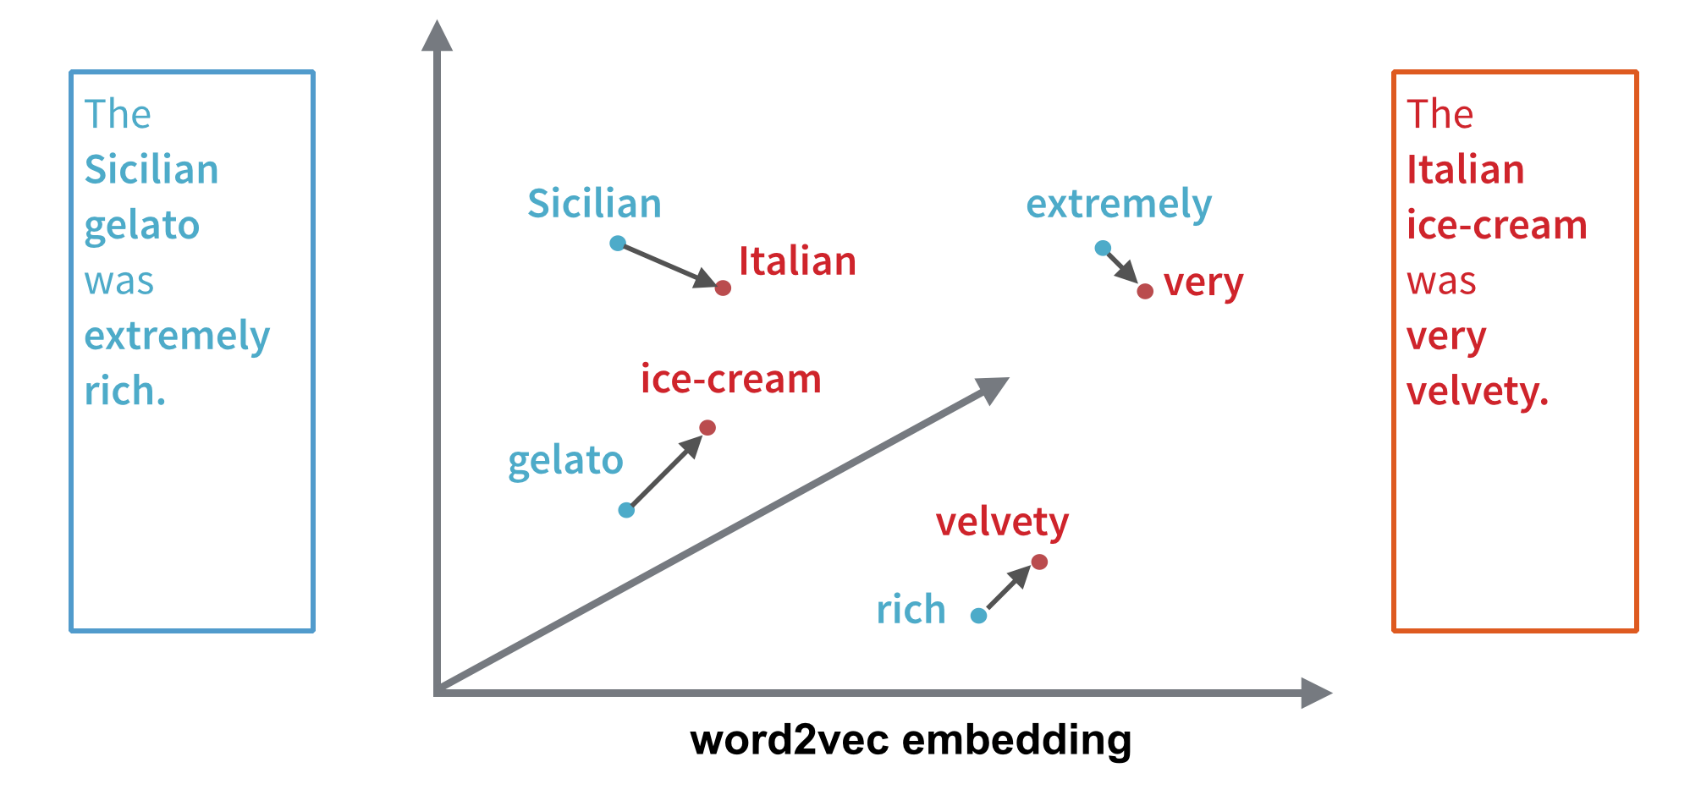 The
Sicilian
gelato
was
extremely
rich.
Sicilian
Italian
extremely
very
ice-cream
gelato
velvety
rich
word2vec embedding
The
Italian
ice-cream
was
very
velvety.